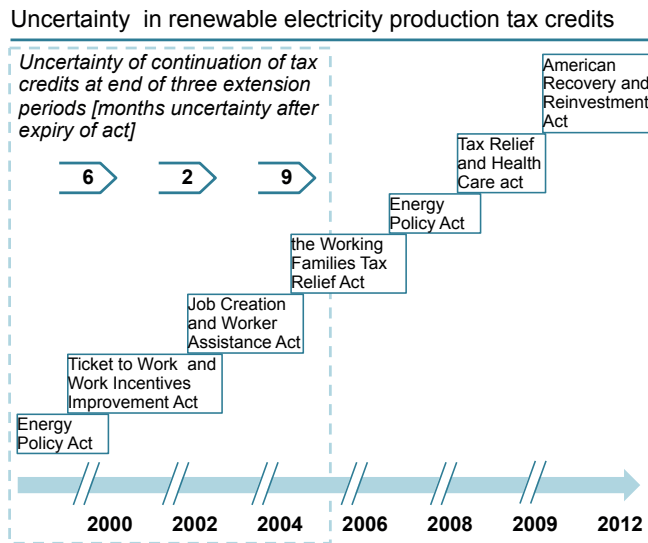 Uncertainty  in renewable electricity production tax credits
Uncertainty of continuation of tax
credits at end of three extension
periods [months uncertainty after
expiry of act]
6
2
9
American
Recovery and
Reinvestment
Act
Tax Relief
and Health
Care act
Energy
Policy Act
the Working
Families Tax
Relief Act
Job Creation
and Worker
Assistance Act
Ticket to Work  and
Work Incentives
Improvement Act
Energy
Policy Act
2000
2002
2004
2006
2008
2009
2012